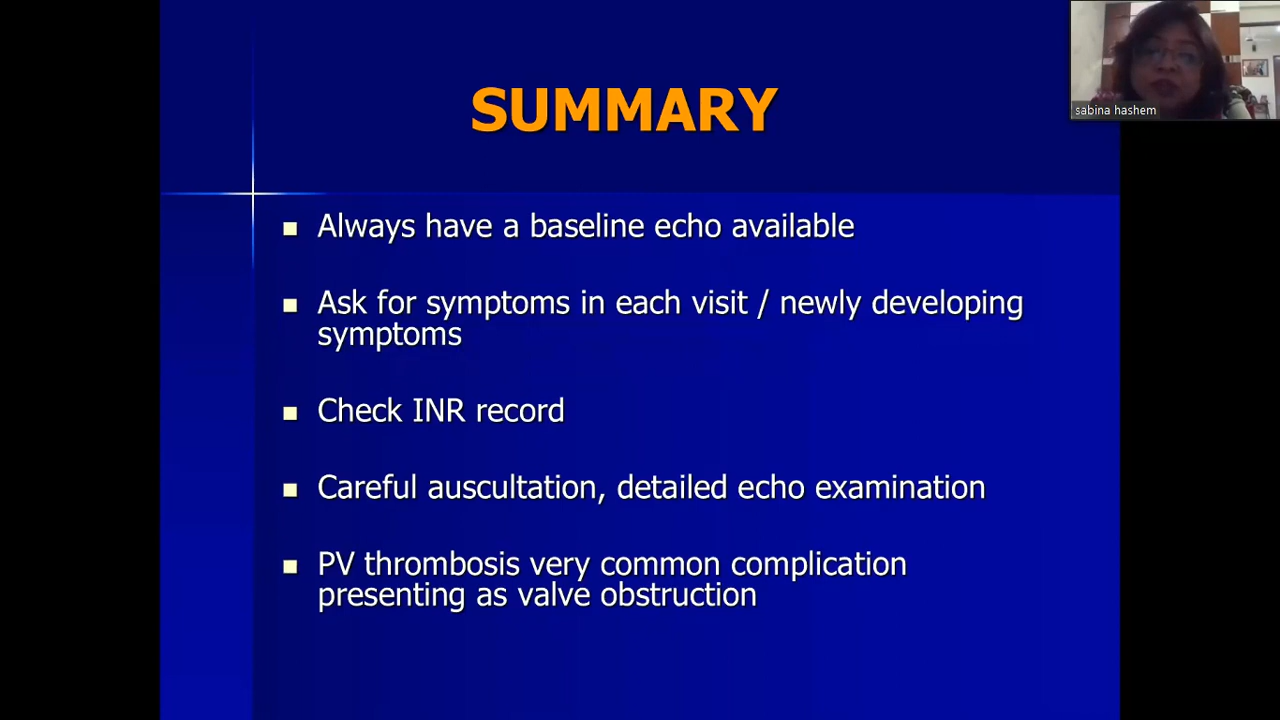 SUMMARY
sabina hashem
Always have a baseline echo available
Ask for symptoms in each visit / newly developing
symptoms
Check INR record
Careful auscultation, detailed echo examination
PV thrombosis very common complication
presenting as valve obstruction